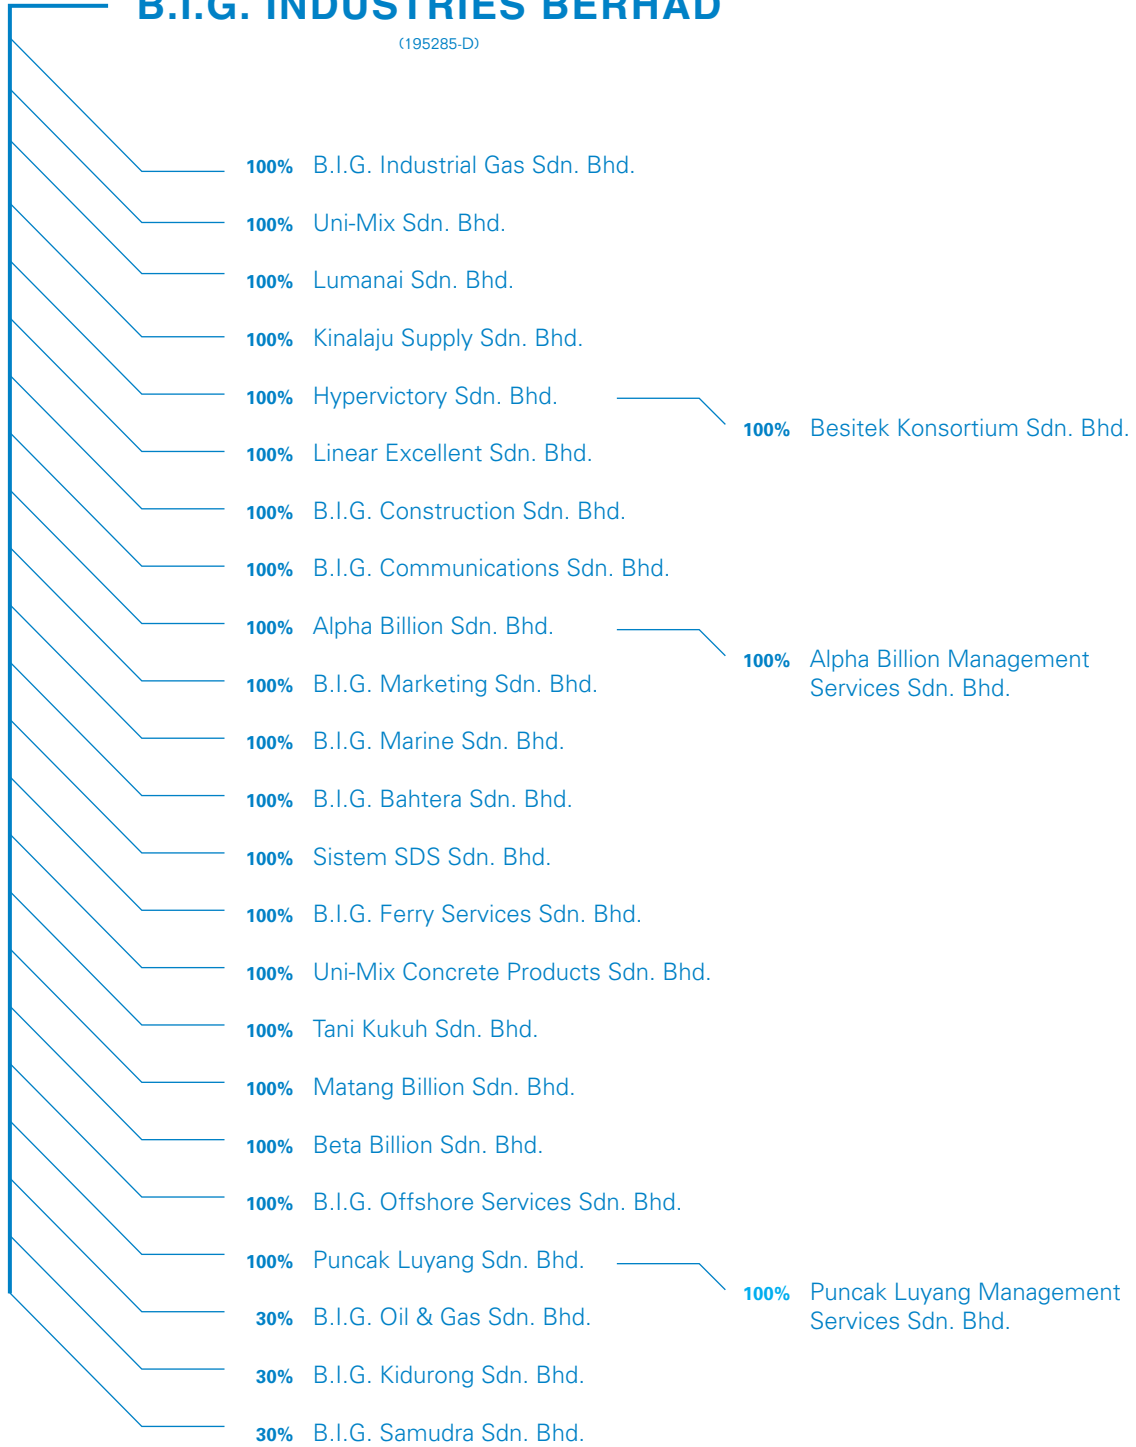 B.I.G. INDUSTRIES BERHAD
(195285-D)
100% B.I.G. Industrial Gas Sdn. Bhd.
100% Uni-Mix Sdn. Bhd.
100% Lumanai Sdn. Bhd.
100% Kinalaju Supply Sdn. Bhd.
100% Hypervictory Sdn. Bhd.
100% Besitek Konsortium Sdn. Bhd.
100% Linear Excellent Sdn. Bhd.
100% B.I.G. Construction Sdn. Bhd.
100% B.I.G. Communications Sdn. Bhd.
100% Alpha Billion Sdn. Bhd.
100% Alpha Billion Management
Services Sdn. Bhd.
100% B.I.G. Marketing Sdn. Bhd.
100% B.I.G. Marine Sdn. Bhd.
100% B.I.G. Bahtera Sdn. Bhd.
100% Sistem SDS Sdn. Bhd.
100% B.I.G. Ferry Services Sdn. Bhd.
100% Uni-Mix Concrete Products Sdn. Bhd.
100% Tani Kukuh Sdn. Bhd.
100% Matang Billion Sdn. Bhd.
100% Beta Billion Sdn. Bhd.
100% B.I.G. Offshore Services Sdn. Bhd.
100% Puncak Luyang Sdn. Bhd.
100% Puncak Luyang Management
Services Sdn. Bhd.
30% B.I.G. Oil & Gas Sdn. Bhd.
30% B.I.G. Kidurong Sdn. Bhd.
30% B.I.G. Samudra Sdn. Bhd.